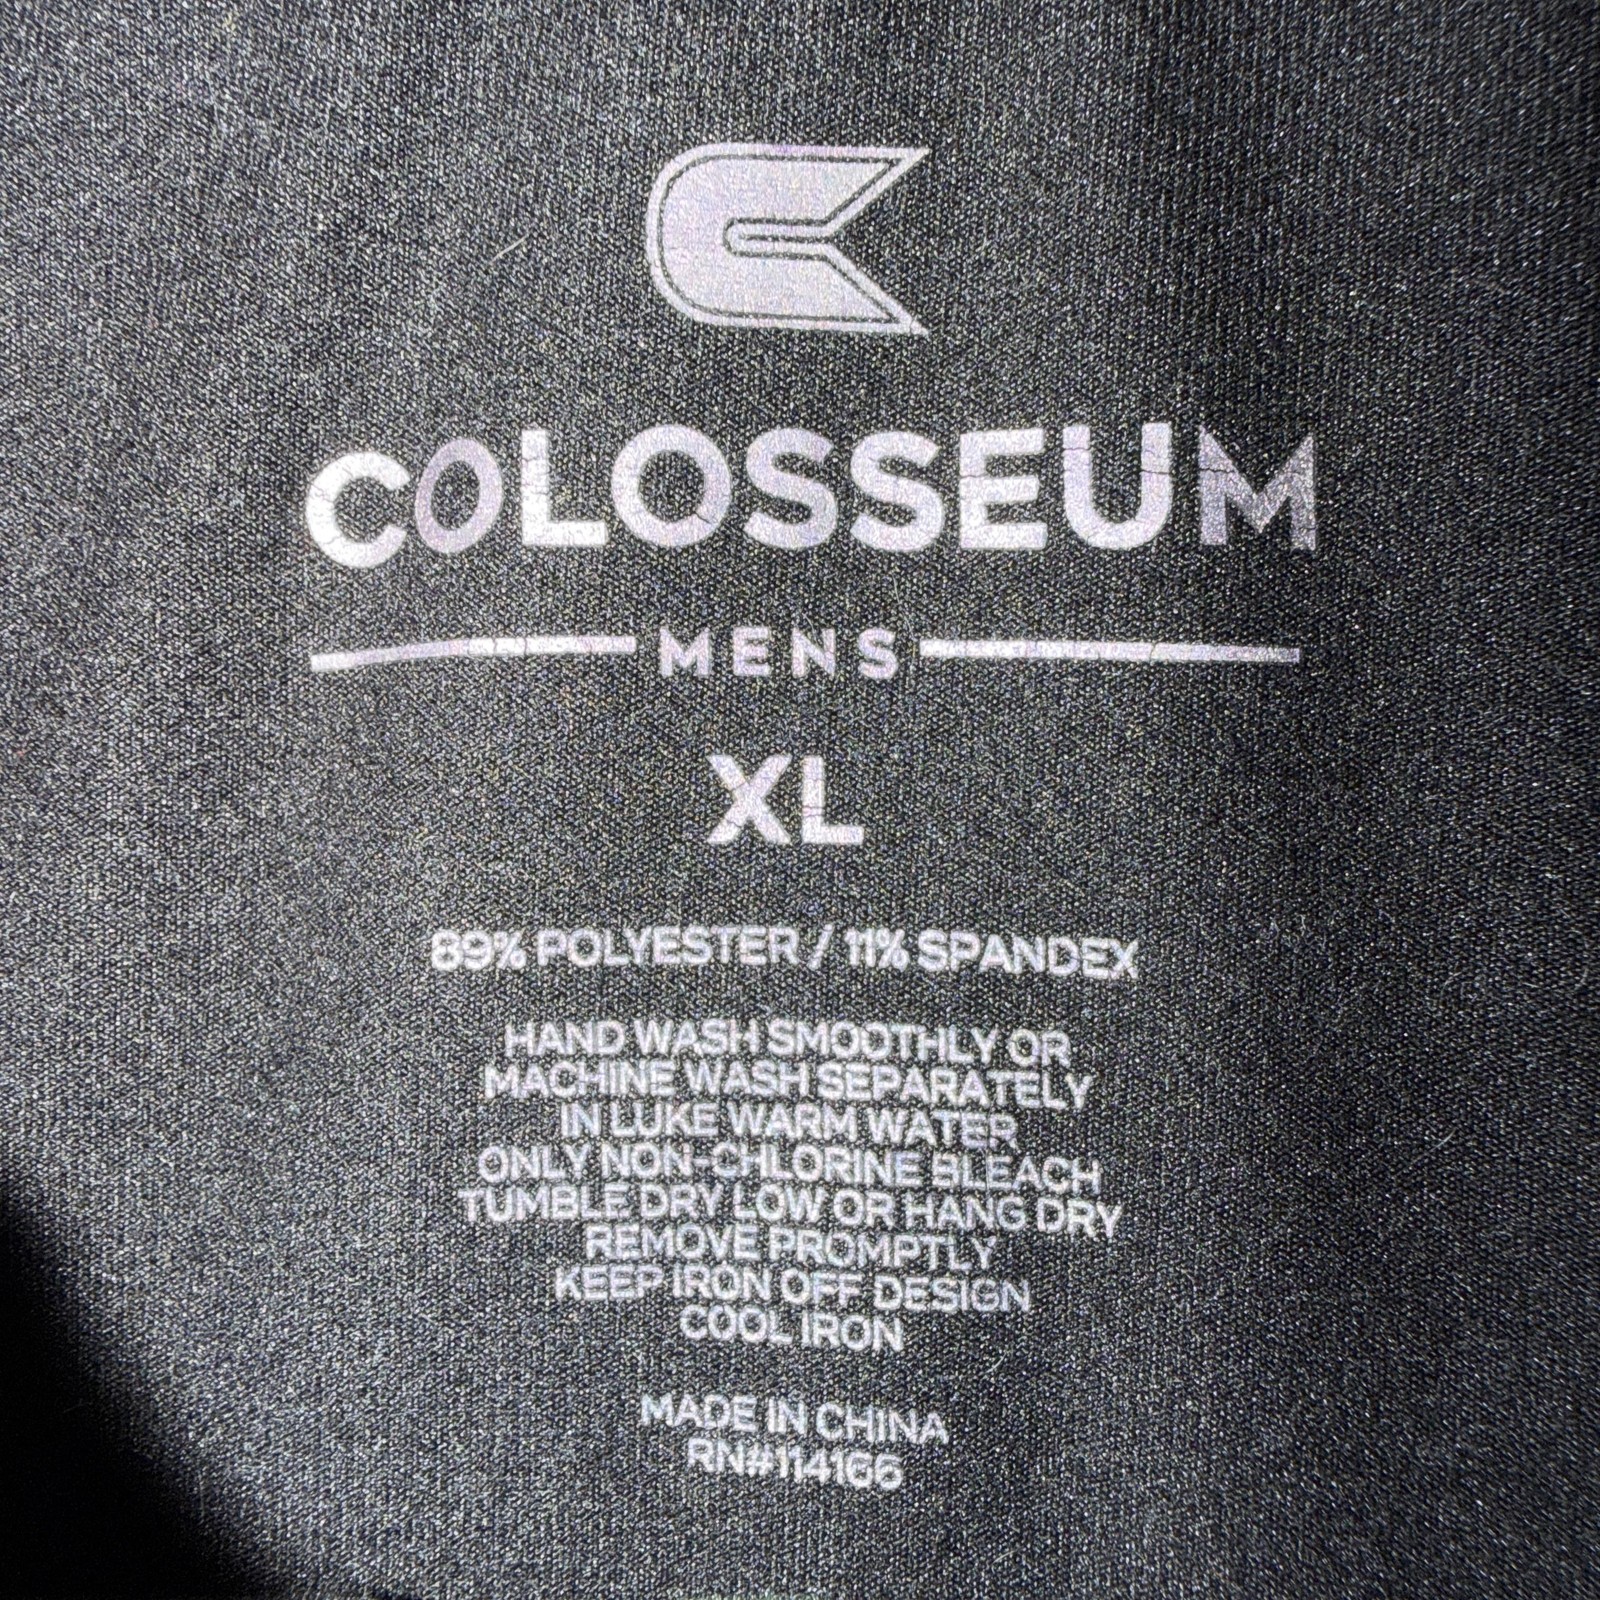 COLOSSEUM
MENS
XL
89% POLYESTER / 11% SPANDEX
HAND WASH SMOOTHLY OR
MACHINE WASH SEPARATELY
IN LUKE WARM WATER
ONLY NON-CHLORINE BLEACH
TUMBLE DRY LOW OR HANG DRY
REMOVE PROMPTLY
KEEP IRON OFF DESIGN
COOL IRON
MADE IN CHINA
RN#114166